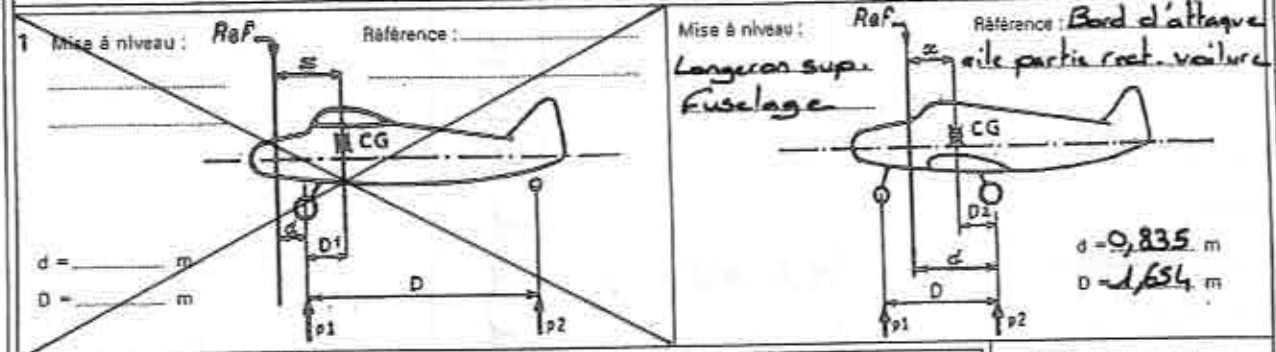 1 Mise à niveau :
Ref.
Référence :
x
CG
d
D1
d = m
D = m
D
p1
p2
Mise à niveau :
Longeron sup.
Fuselage
Ref.
Référence : Bord d'attaque
aile partie rect. voilure
x
CG
D2
d
D
d = 0,835 m
D = 1,654 m
p1
p2